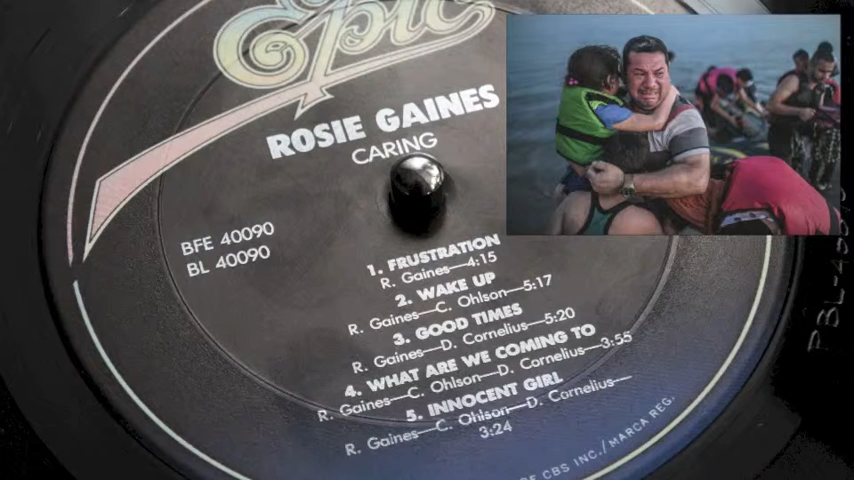 Epic
ROSIE GAINES
CARING
BFE 40090
BL 40090
1. FRUSTRATION
R. Gaines—4:15
2. WAKE UP
R. Gaines—C. Ohlson—5:17
3. GOOD TIMES
R. Gaines—D. Cornelius—5:20
4. WHAT ARE WE COMING TO
R. Gaines—C. Ohlson—D. Cornelius—3:55
5. INNOCENT GIRL
R. Gaines—C. Ohlson—D. Cornelius—
3:24
OF CBS INC./MARCA REG.